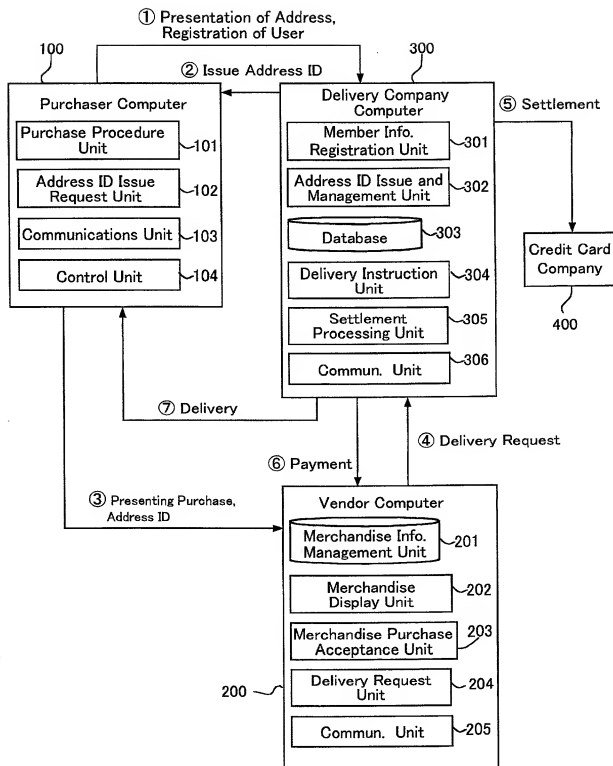 ① Presentation of Address,
Registration of User
100
② Issue Address ID
300
Purchaser Computer
Purchase Procedure
Unit
101
Address ID Issue
Request Unit
102
Communications Unit
103
Control Unit
104
Delivery Company
Computer
Member Info.
Registration Unit
301
Address ID Issue and
Management Unit
302
Database
303
Delivery Instruction
Unit
304
Settlement
Processing Unit
305
Commun. Unit
306
⑤ Settlement
Credit Card
Company
400
⑦ Delivery
④ Delivery Request
⑥ Payment
③ Presenting Purchase,
Address ID
Vendor Computer
Merchandise Info.
Management Unit
201
Merchandise
Display Unit
202
Merchandise Purchase
Acceptance Unit
203
200
Delivery Request
Unit
204
Commun. Unit
205